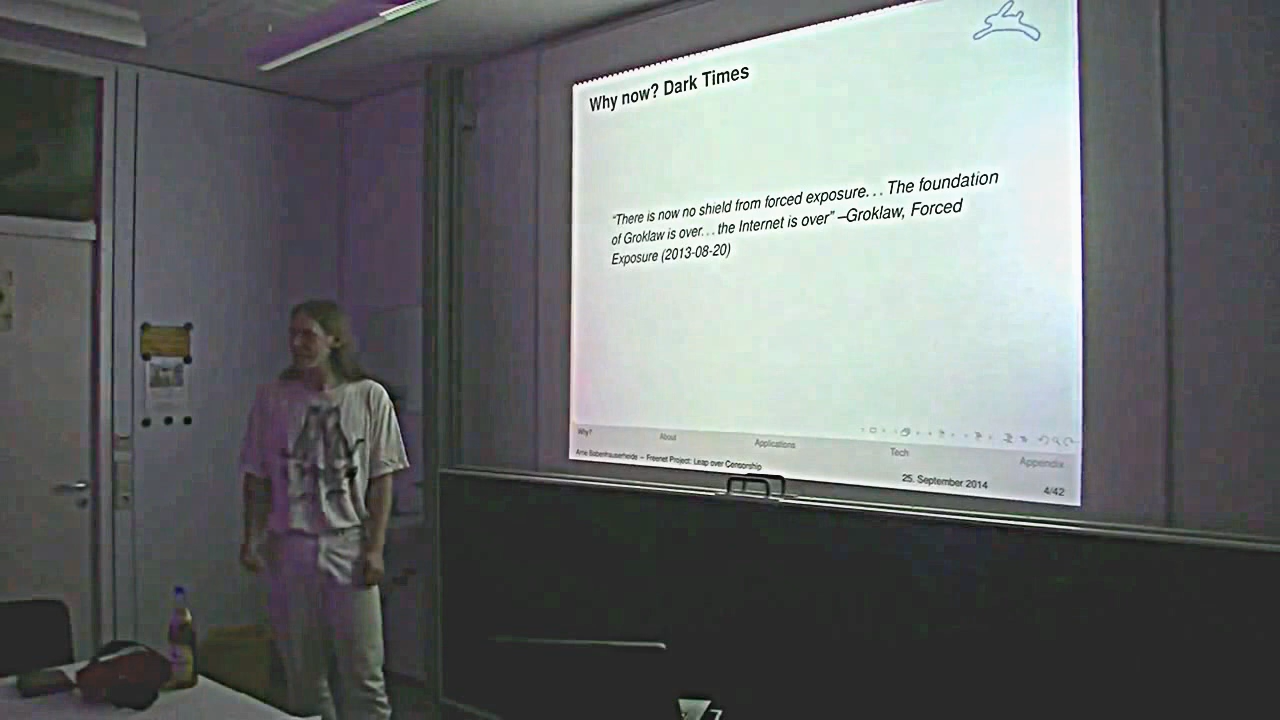 Why now? Dark Times
“There is now no shield from forced exposure. . . The foundation
of Groklaw is over. . . the Internet is over” –Groklaw, Forced
Exposure (2013-08-20)
Why?
About
Applications
Tech
Appendix
Arne Babenhauserheide — Freenet Project: Leap over Censorship
25. September 2014
4/42